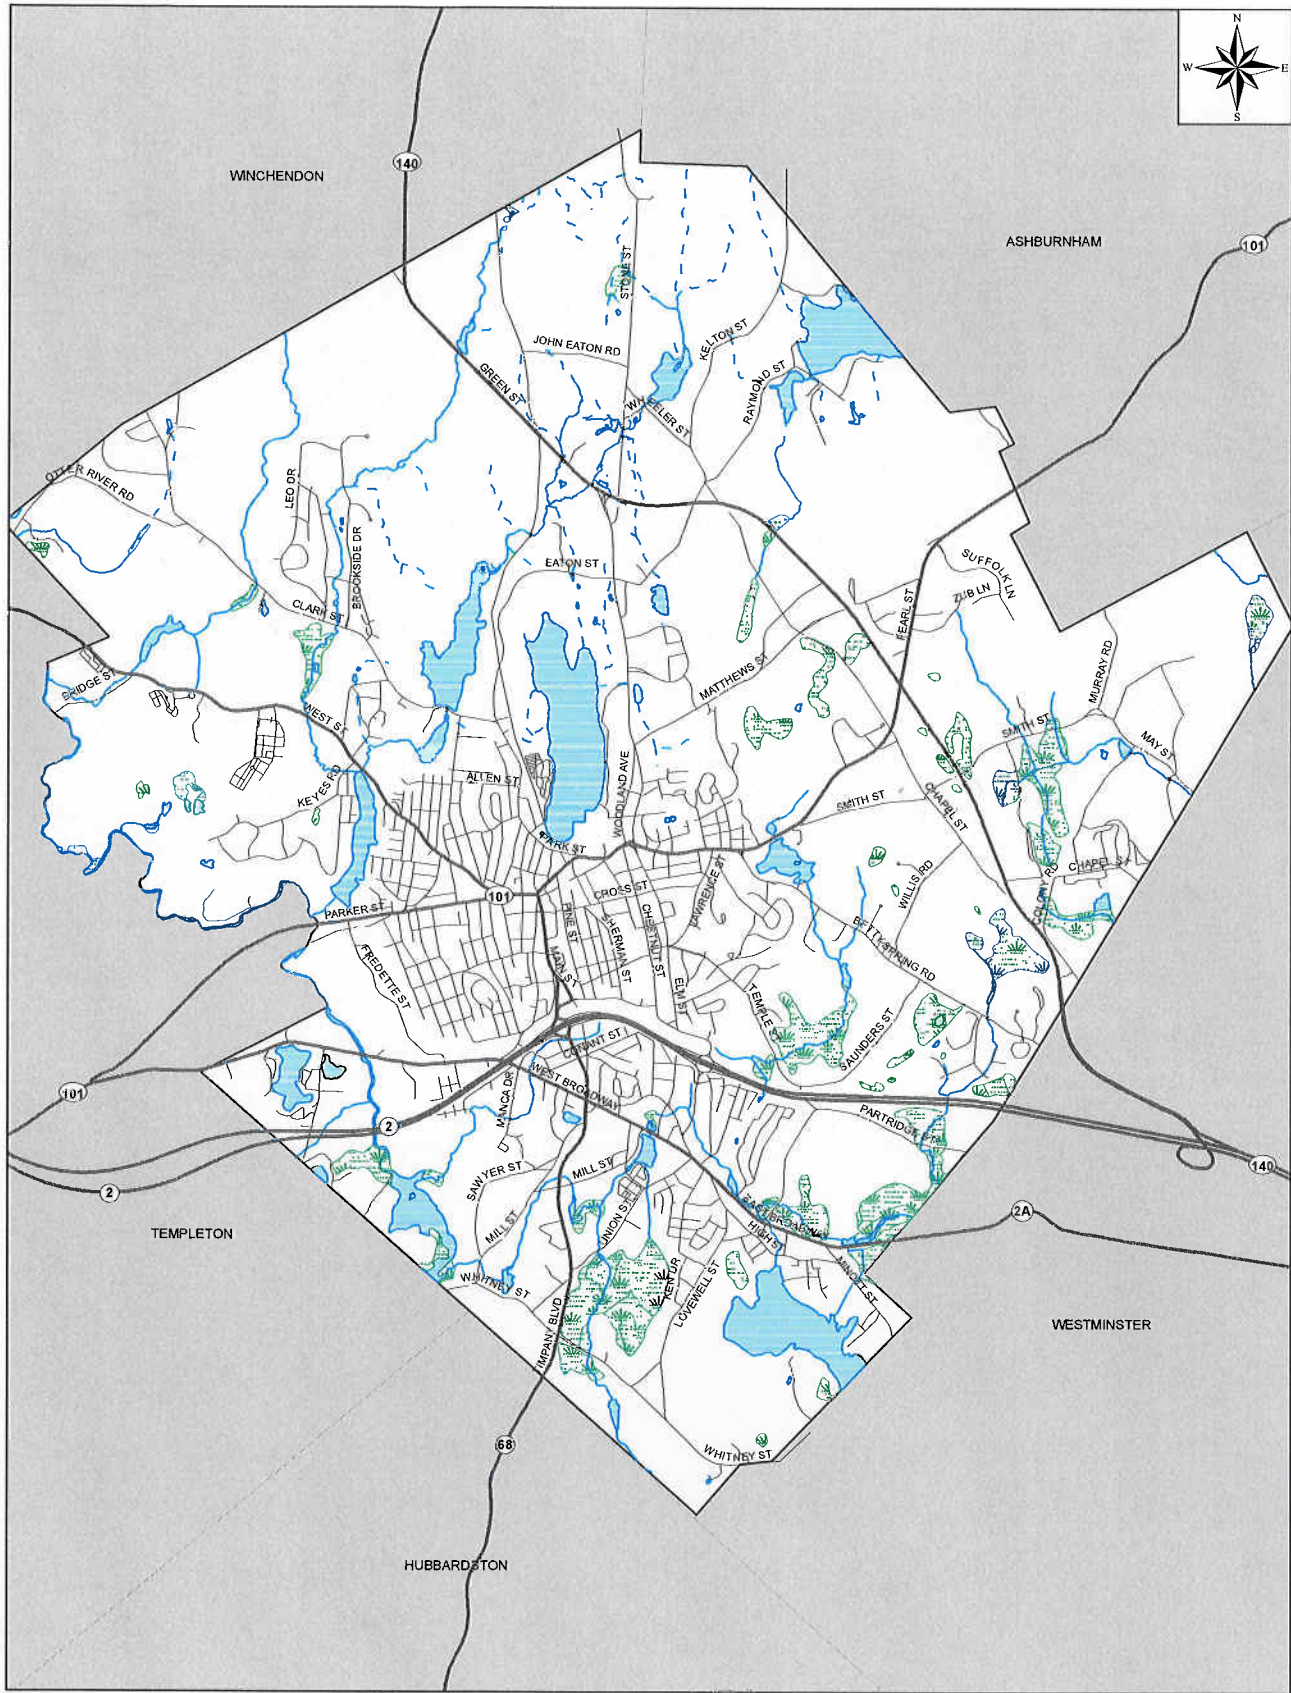 N
W E
S
WINCHENDON
140
ASHBURNHAM
101
STONE ST
JOHN EATON RD
KELTON ST
GREEN ST
RAYMOND ST
WHEELER ST
OTTER RIVER RD
LEO DR
BROOKSIDE DR
EATON ST
SUFFOLK LN
ZUB LN
CLARK ST
PEARL ST
MURRAY RD
MATTHEWS ST
BRIDGE ST
WEST ST
SMITH ST
MAY ST
KEYES RD
ALLEN ST
WOODLAND AVE
SMITH ST
CHAPEL ST
PARK ST
CHAPEL S
COLONY RD
LAWRENCE ST
WILLIS RD
CROSS ST
101
PARKER ST
PINE ST
SHERMAN ST
CHESTNUT ST
BETTY SPRING RD
FREDETTE ST
MAIN ST
ELM ST
TEMPLE S
SAUNDERS ST
CONANT ST
WEST BROADWAY
MANCA DR
101
2
PARTRIDGE ST
SAWYER ST
MILL ST
140
2
MILL ST
UNION ST
EAST BROADWAY
HIGH ST
2A
TEMPLETON
WHITNEY ST
KEN DR
LOVEWELL ST
MINOTT ST
TIMPANY BLVD
WESTMINSTER
68
WHITNEY ST
HUBBARDSTON